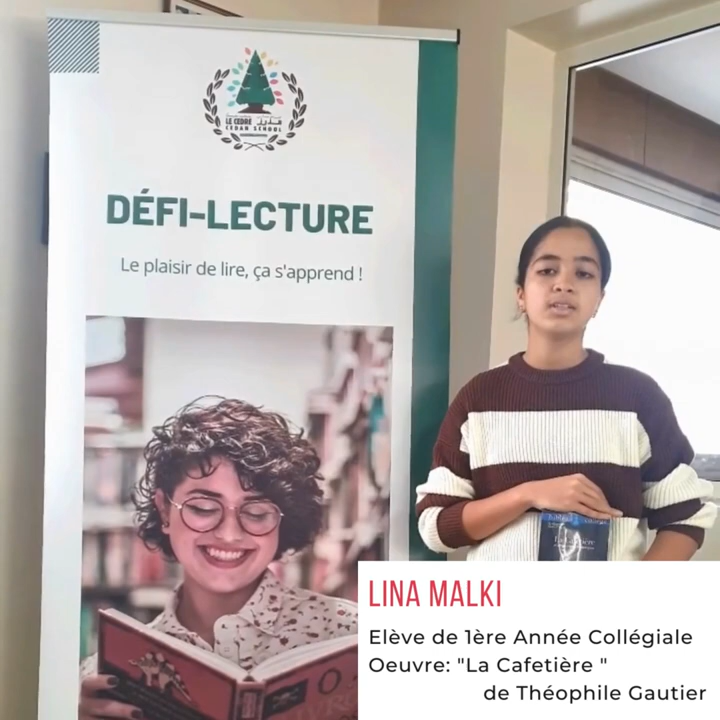 LE CEDRE
CEDAR SCHOOL
DÉFI-LECTURE
Le plaisir de lire, ça s'apprend !
LINA MALKI
Elève de 1ère Année Collégiale
Oeuvre: "La Cafetière "
de Théophile Gautier